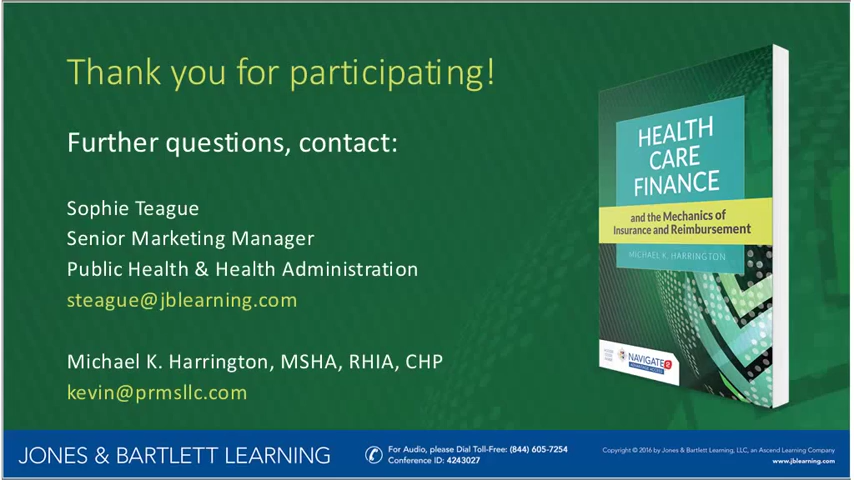 Thank you for participating!
Further questions, contact:
Sophie Teague
Senior Marketing Manager
Public Health & Health Administration
steague@jblearning.com
Michael K. Harrington, MSHA, RHIA, CHP
kevin@prmsllc.com
HEALTH
CARE
FINANCE
and the Mechanics of
Insurance and Reimbursement
MICHAEL K. HARRINGTON
NAVIGATE 2
JONES & BARTLETT LEARNING
For Audio, please Dial Toll-Free: (844) 605-7254
Conference ID: 4243027
Copyright © 2016 by Jones & Bartlett Learning, LLC, an Ascend Learning Company
www.jblearning.com